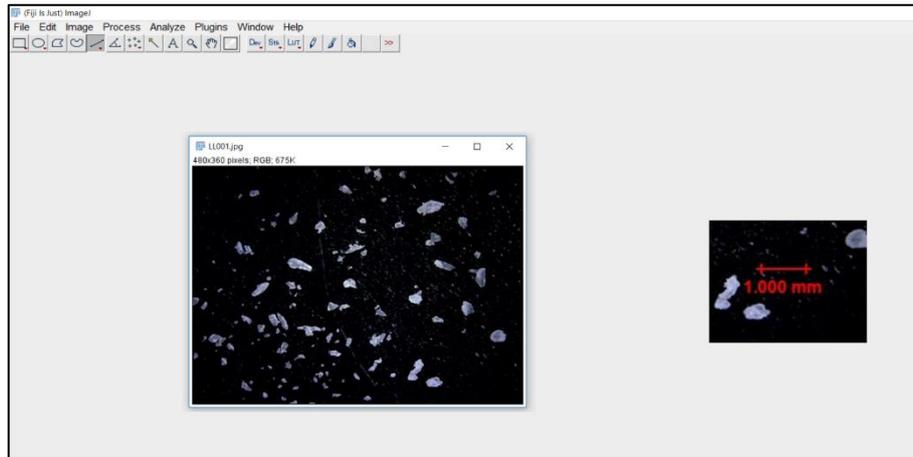 (Fiji Is Just) ImageJ
File Edit Image Process Analyze Plugins Window Help
A Dev Stk LUT >>
LL001.jpg
480x360 pixels; RGB; 675K
1.000 mm